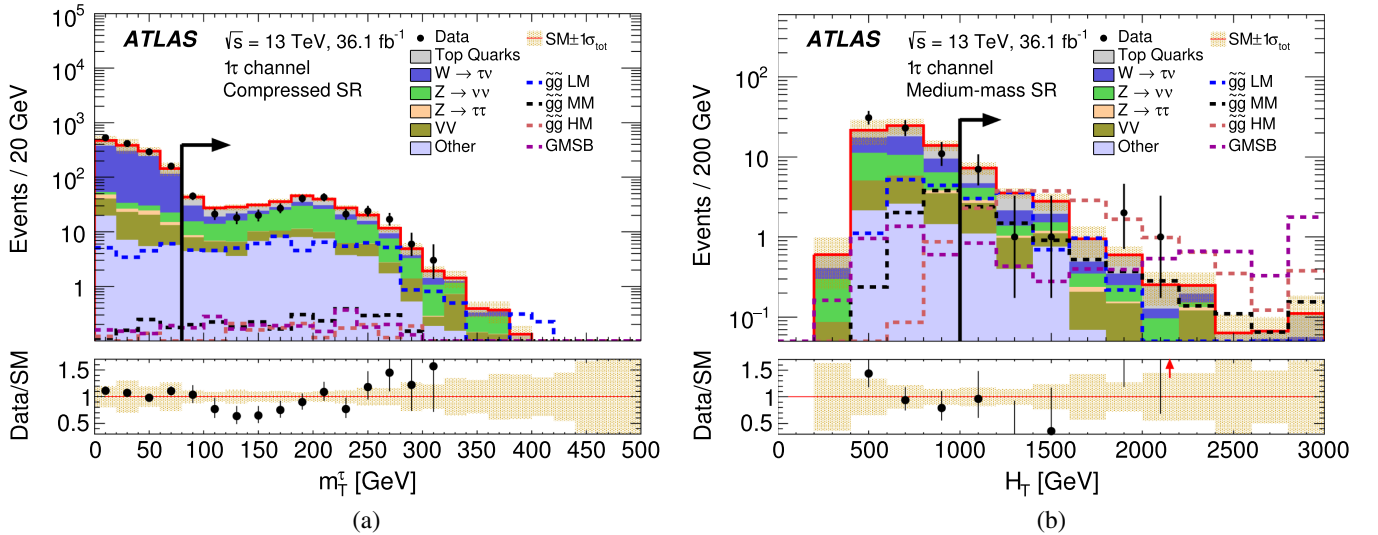 ATLAS
√s = 13 TeV, 36.1 fb⁻¹
1τ channel
Compressed SR
Data
Top Quarks
W → τν
Z → νν
Z → ττ
VV
Other
SM±1σ_tot
g̃g̃ LM
g̃g̃ MM
g̃g̃ HM
GMSB
Events / 20 GeV
10⁵
10⁴
10³
10²
10
1
Data/SM
1.5
1
0.5
0 50 100 150 200 250 300 350 400 450 500
m_T^τ [GeV]
(a)
ATLAS
√s = 13 TeV, 36.1 fb⁻¹
1τ channel
Medium-mass SR
Data
Top Quarks
W → τν
Z → νν
Z → ττ
VV
Other
SM±1σ_tot
g̃g̃ LM
g̃g̃ MM
g̃g̃ HM
GMSB
Events / 200 GeV
10²
10
1
10⁻¹
Data/SM
1.5
1
0.5
0 500 1000 1500 2000 2500 3000
H_T [GeV]
(b)